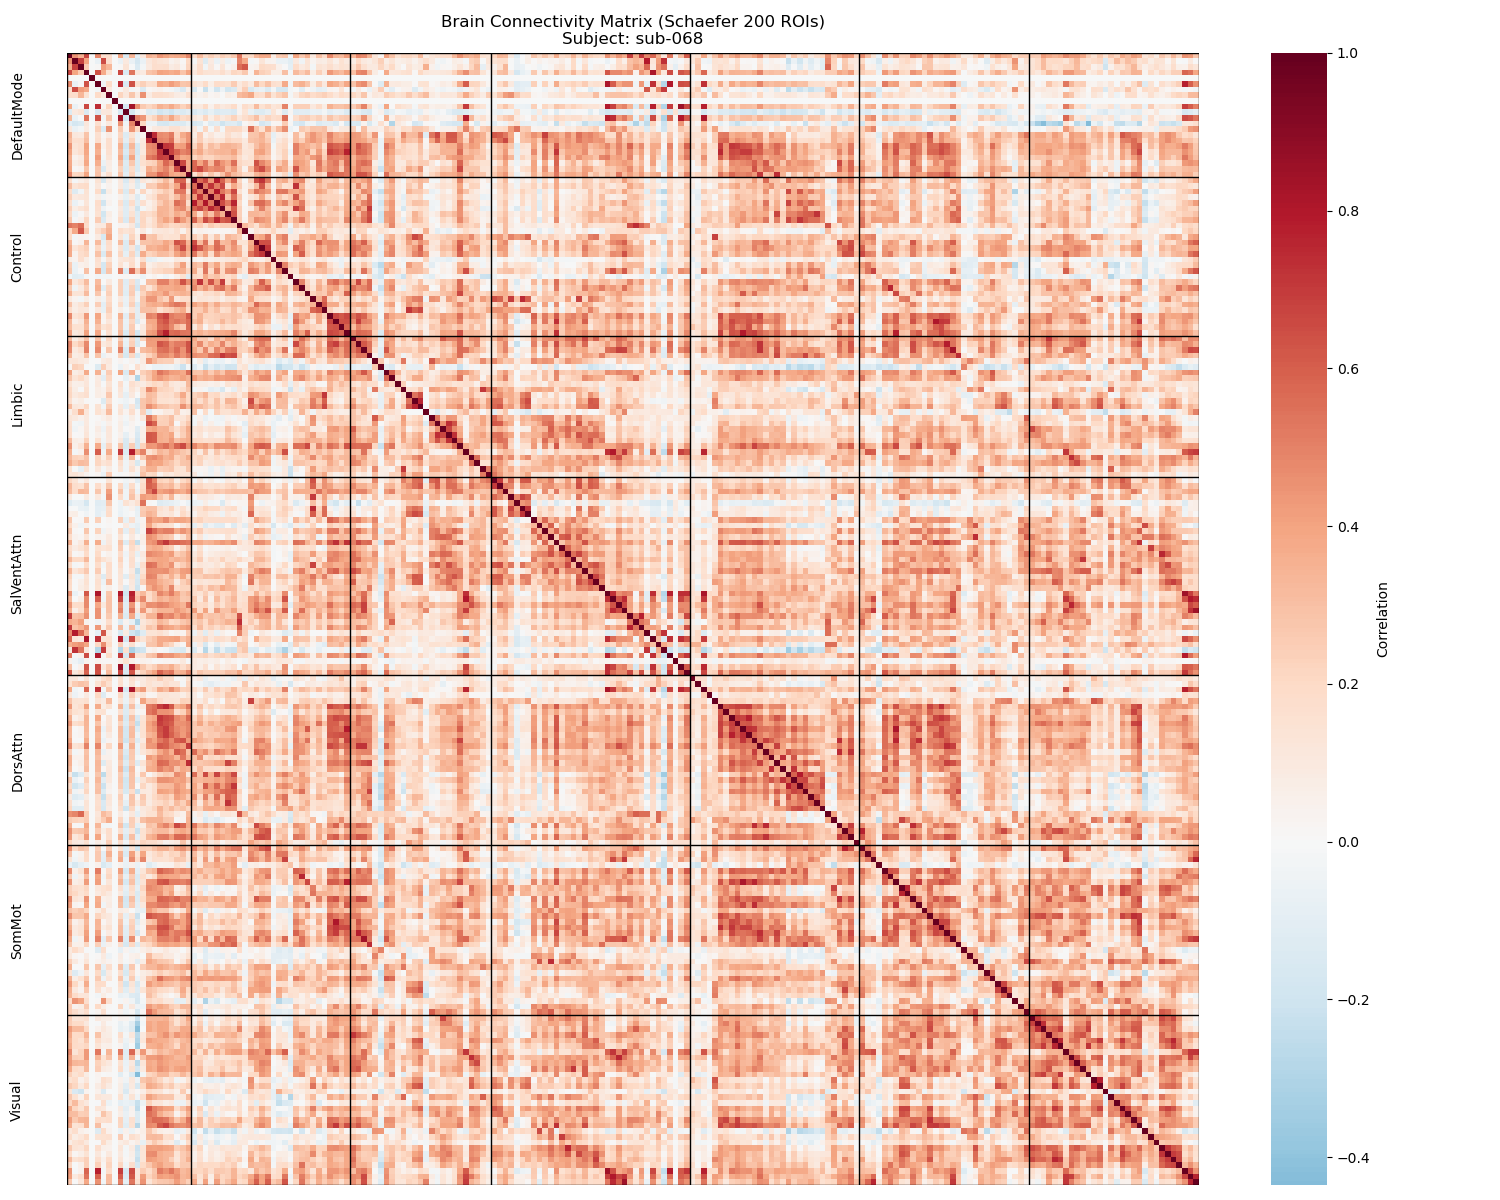 Brain Connectivity Matrix (Schaefer 200 ROIs)
Subject: sub-068
DefaultMode
Control
Limbic
SalVentAttn
DorsAttn
SomMot
Visual
1.0
0.8
0.6
0.4
0.2
0.0
−0.2
−0.4
Correlation